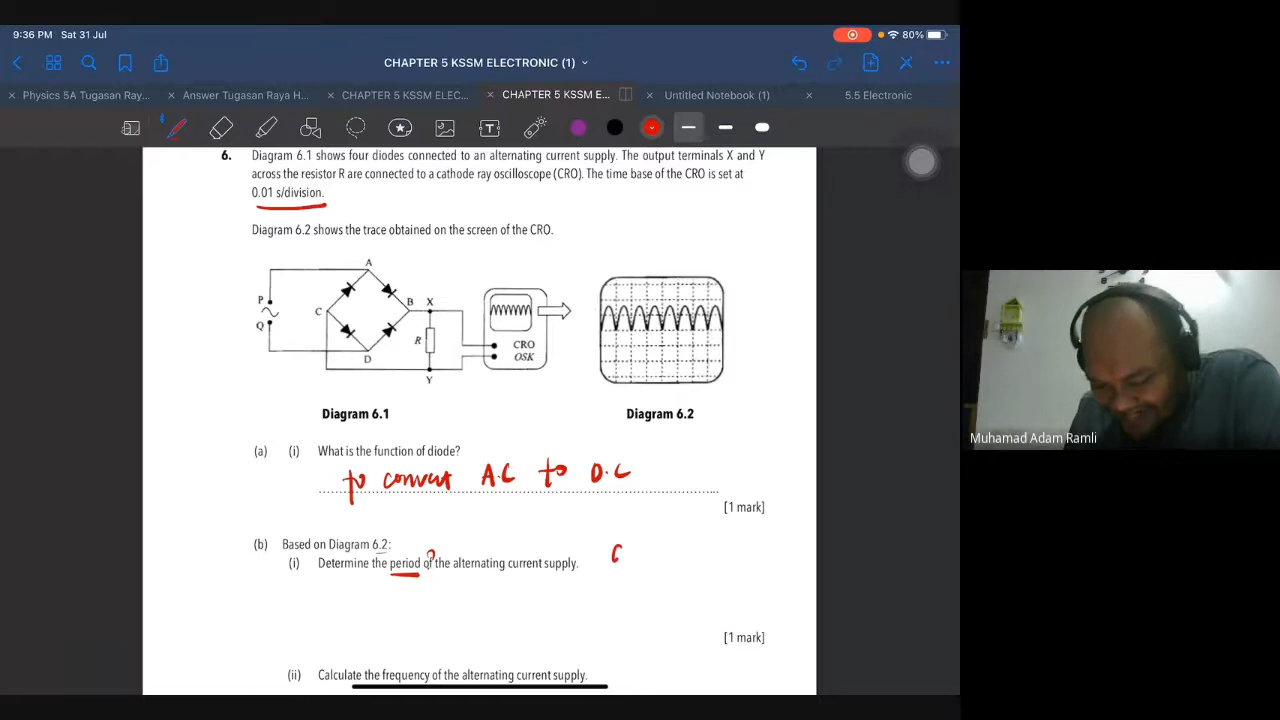 9:36 PM Sat 31 Jul
80%
CHAPTER 5 KSSM ELECTRONIC (1)
Physics 5A Tugasan Ray...
Answer Tugasan Raya H...
CHAPTER 5 KSSM ELEC...
CHAPTER 5 KSSM E...
Untitled Notebook (1)
5.5 Electronic
6. Diagram 6.1 shows four diodes connected to an alternating current supply. The output terminals X and Y
across the resistor R are connected to a cathode ray oscilloscope (CRO). The time base of the CRO is set at
0.01 s/division.
Diagram 6.2 shows the trace obtained on the screen of the CRO.
A
P
Q
C
B
X
R
D
Y
CRO
OSK
Diagram 6.1
Diagram 6.2
(a) (i) What is the function of diode?
to convert A.C to D.C
[1 mark]
(b) Based on Diagram 6.2:
(i) Determine the period of the alternating current supply.
[1 mark]
(ii) Calculate the frequency of the alternating current supply.
Muhamad Adam Ramli